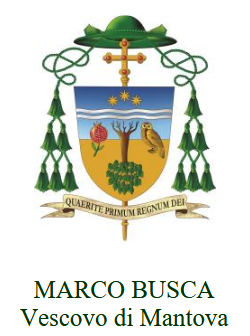 QUAERITE PRIMUM REGNUM DEI
MARCO BUSCA
Vescovo di Mantova